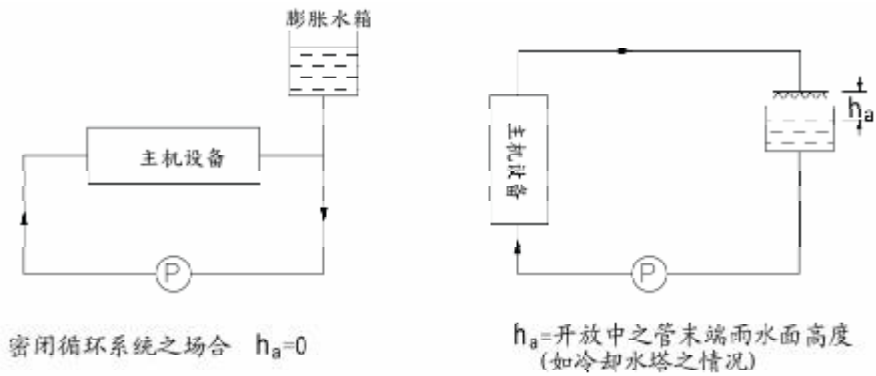 膨胀水箱
主机设备
P
密闭循环系统之场合 ha=0
主机设备
ha
P
ha=开放中之管末端而水面高度
(如冷却水塔之情况)